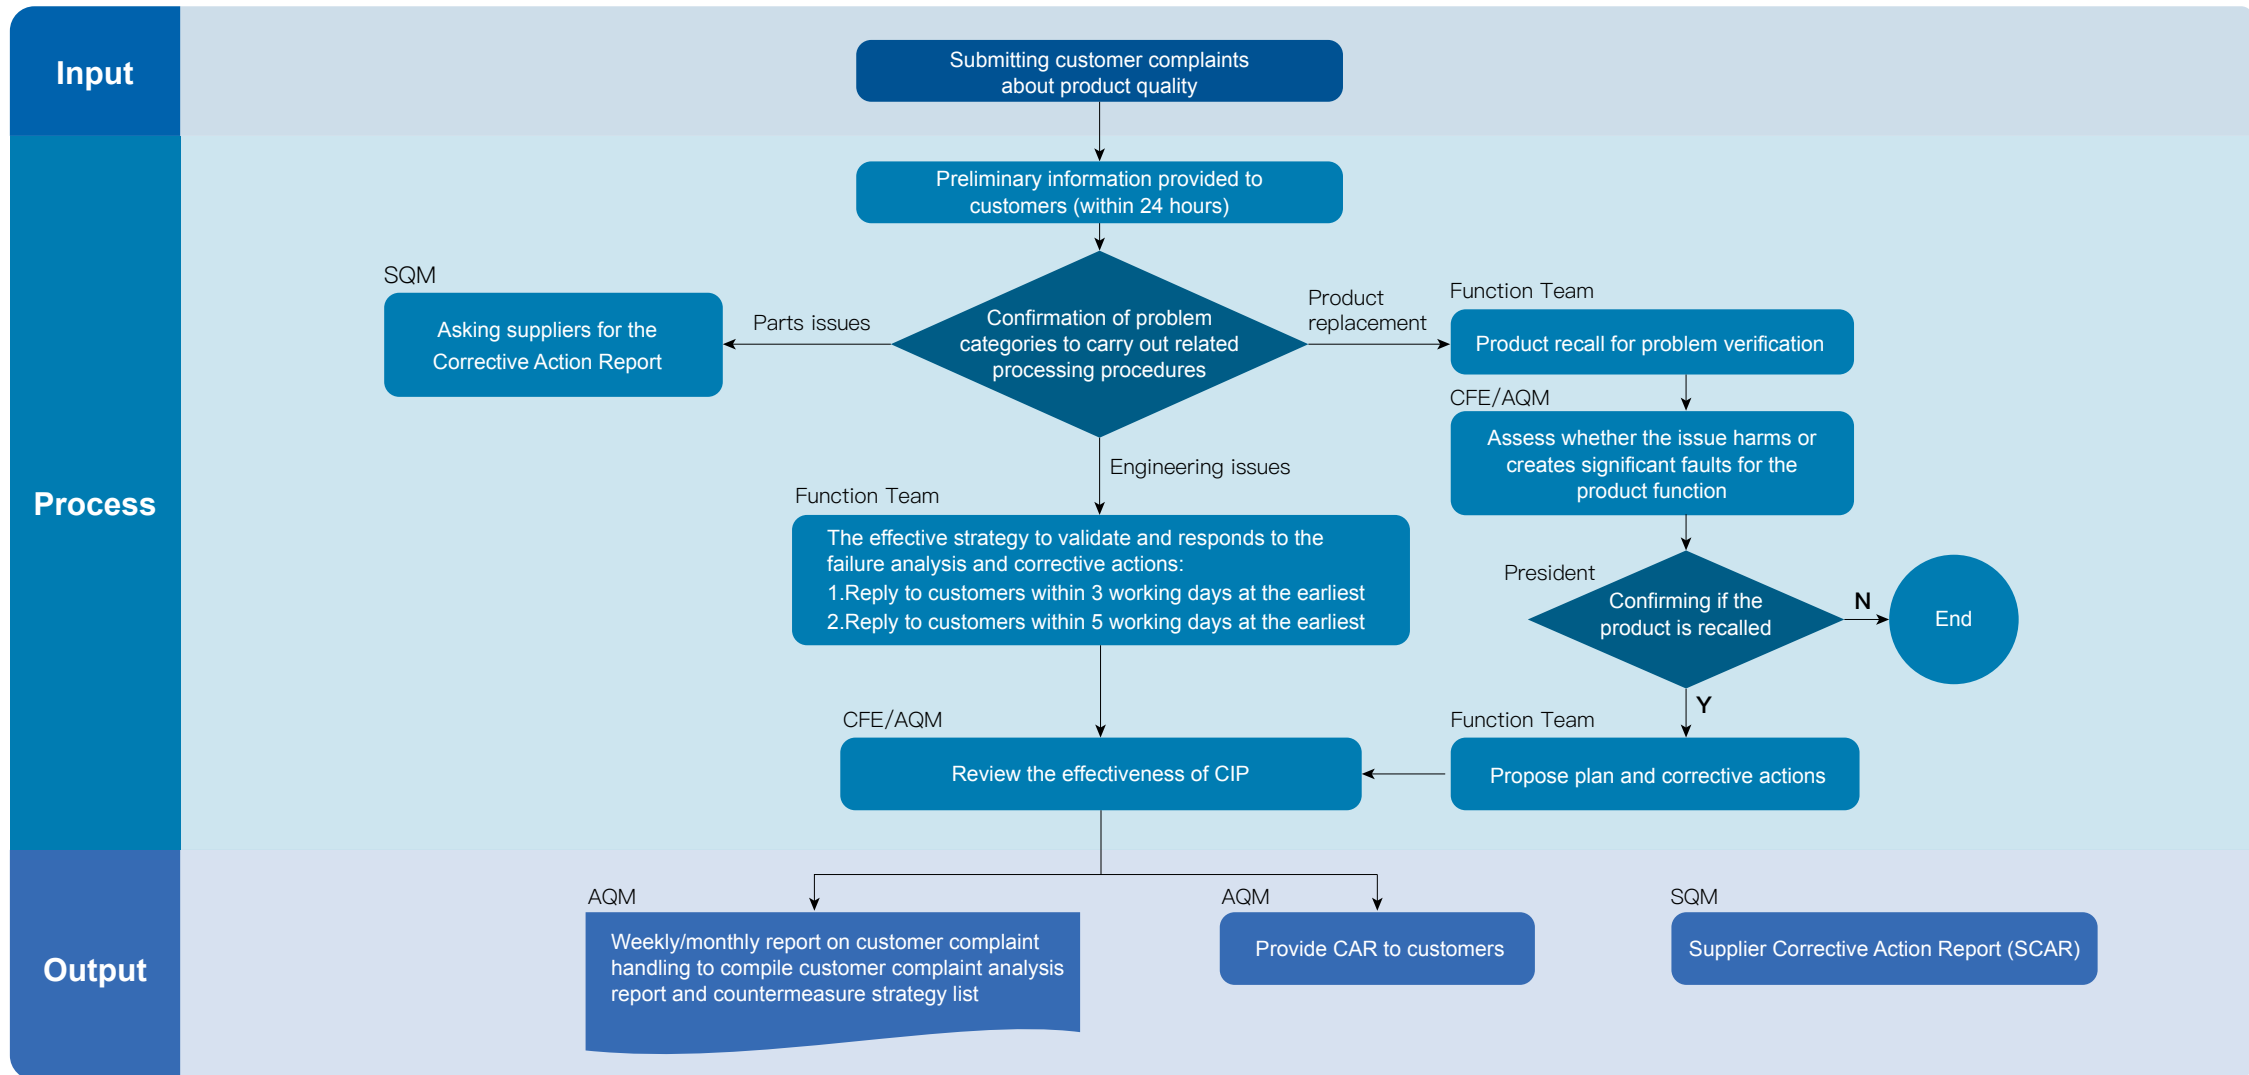 Input
Submitting customer complaints
about product quality
Process
Preliminary information provided to
customers (within 24 hours)
Confirmation of problem
categories to carry out related
processing procedures
Parts issues
SQM
Asking suppliers for the
Corrective Action Report
Product
replacement
Function Team
Product recall for problem verification
CFE/AQM
Assess whether the issue harms or
creates significant faults for the
product function
Engineering issues
Function Team
The effective strategy to validate and responds to the
failure analysis and corrective actions:
1.Reply to customers within 3 working days at the earliest
2.Reply to customers within 5 working days at the earliest
President
Confirming if the
product is recalled
N
End
Y
CFE/AQM
Review the effectiveness of CIP
Function Team
Propose plan and corrective actions
Output
AQM
Weekly/monthly report on customer complaint
handling to compile customer complaint analysis
report and countermeasure strategy list
AQM
Provide CAR to customers
SQM
Supplier Corrective Action Report (SCAR)